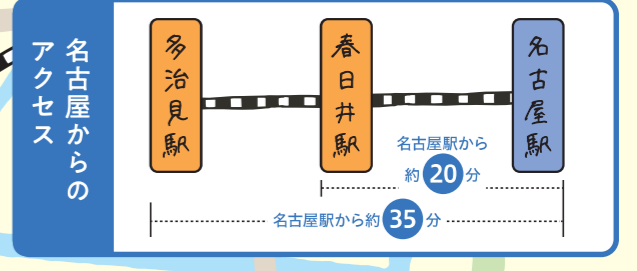 名古屋からの
アクセス
多治見駅
春日井駅
名古屋駅
名古屋駅から
約20分
名古屋駅から約35分